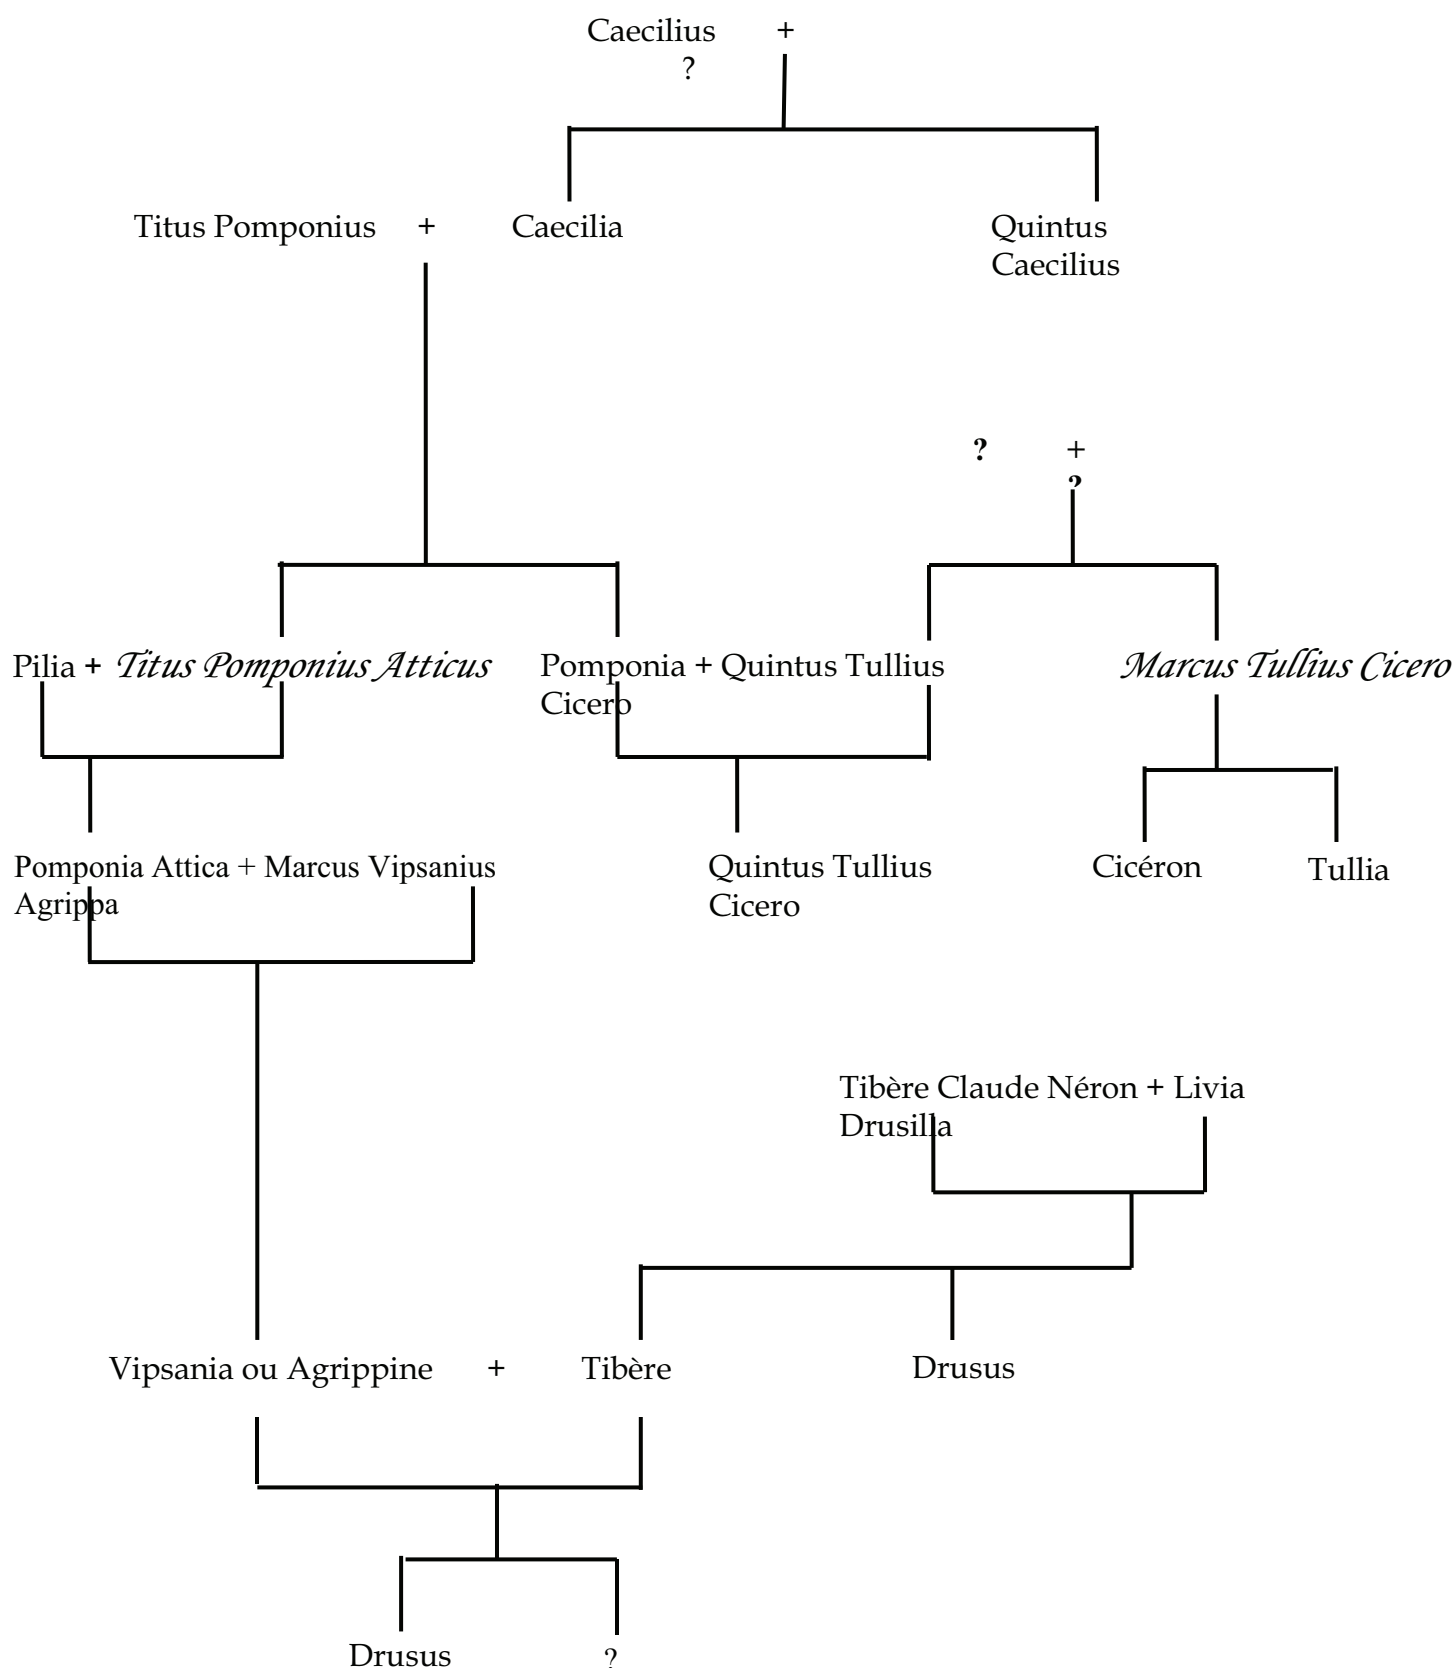 Caecilius +
?
Titus Pomponius + Caecilia Quintus
Caecilius
? +
?
Pilia + Titus Pomponius Atticus Pomponia + Quintus Tullius Marcus Tullius Cicero
Cicero
Pomponia Attica + Marcus Vipsanius Quintus Tullius Cicéron Tullia
Agrippa Cicero
Tibère Claude Néron + Livia
Drusilla
Vipsania ou Agrippine + Tibère Drusus
Drusus ?